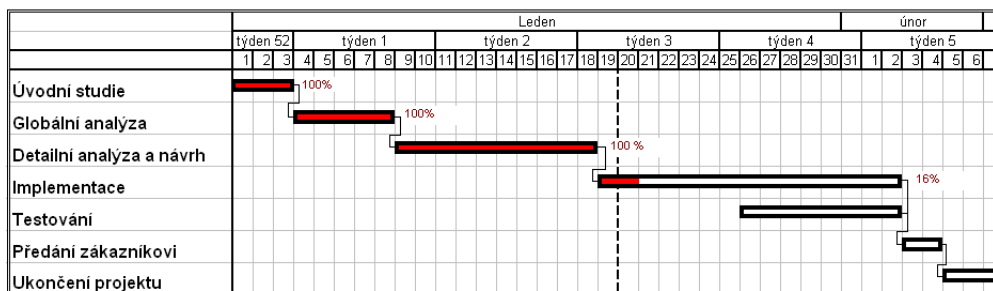 Leden únor
týden 52 týden 1 týden 2 týden 3 týden 4 týden 5
1 2 3 4 5 6 7 8 9 10 11 12 13 14 15 16 17 18 19 20 21 22 23 24 25 26 27 28 29 30 31 1 2 3 4 5 6
Úvodní studie 100%
Globální analýza 100%
Detailní analýza a návrh 100 %
Implementace 16%
Testování
Předání zákazníkovi
Ukončení projektu